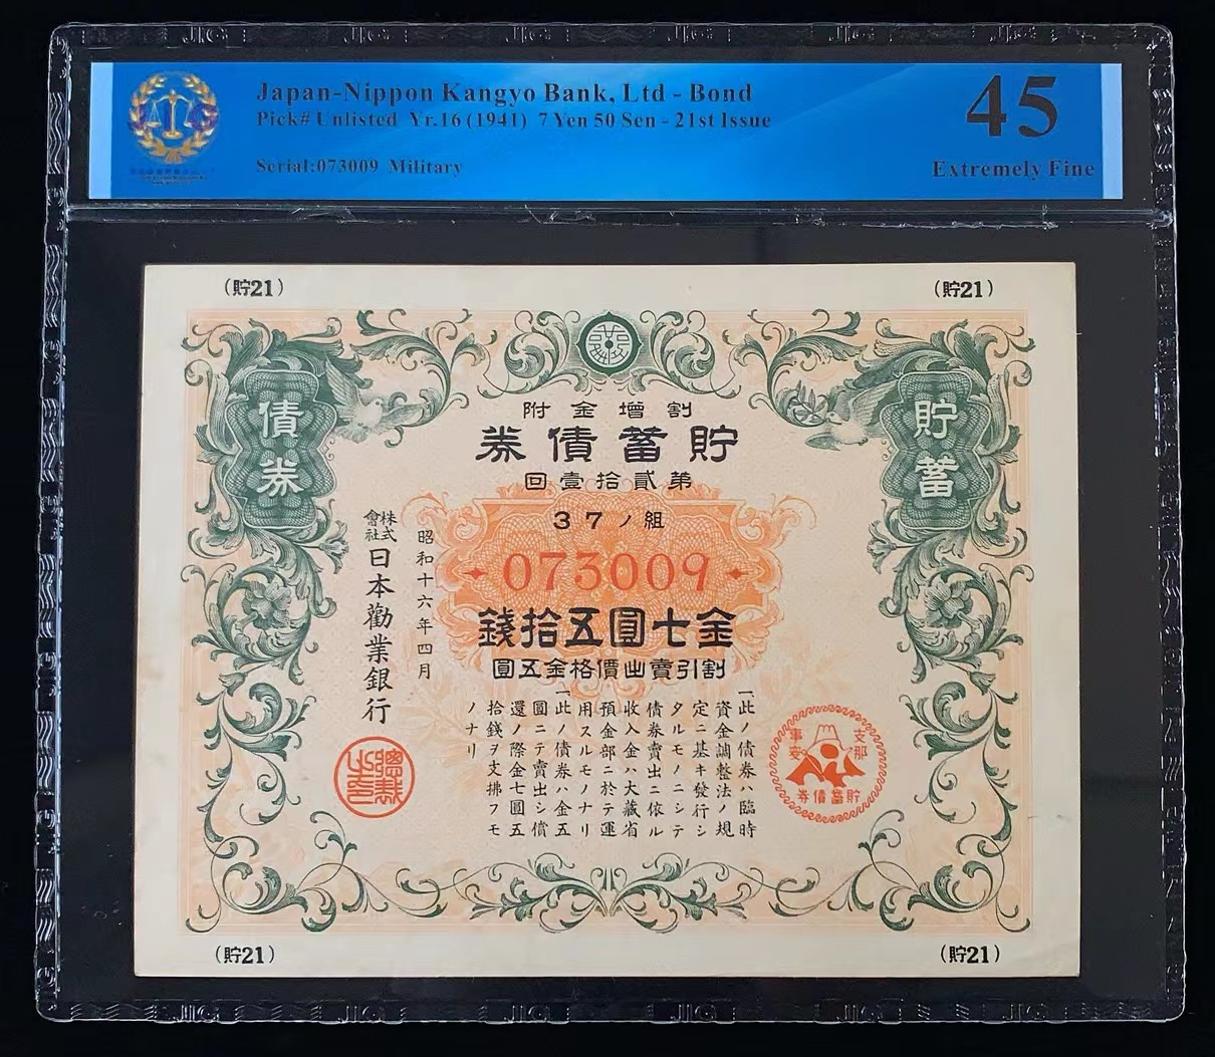 Japan-Nippon Kangyo Bank, Ltd - Bond
Pick# Unlisted Yr.16 (1941) 7 Yen 50 Sen - 21st Issue
Serial:073009 Military
45
Extremely Fine
(貯21)
(貯21)
貯蓄
債券
割增金附
貯蓄債券
第貳拾壹回
37ノ組
073009
金七圓五拾錢
割引賣出價格金五圓
一此ノ債券ハ臨時
資金調整法ノ規
定ニ基キ發行シ
タルモノニシテ
債券賣出ニ依ル
收入金ハ大藏省
預金部ニ於テ運
用スルモノナリ
一此ノ債券ハ金五
圓ニテ賣出シ償
還ノ際金七圓五
拾錢ヲ支拂フモ
ノナリ
昭和十六年四月
株式會社日本勸業銀行
支那
事變
貯蓄債券
(貯21)
(貯21)